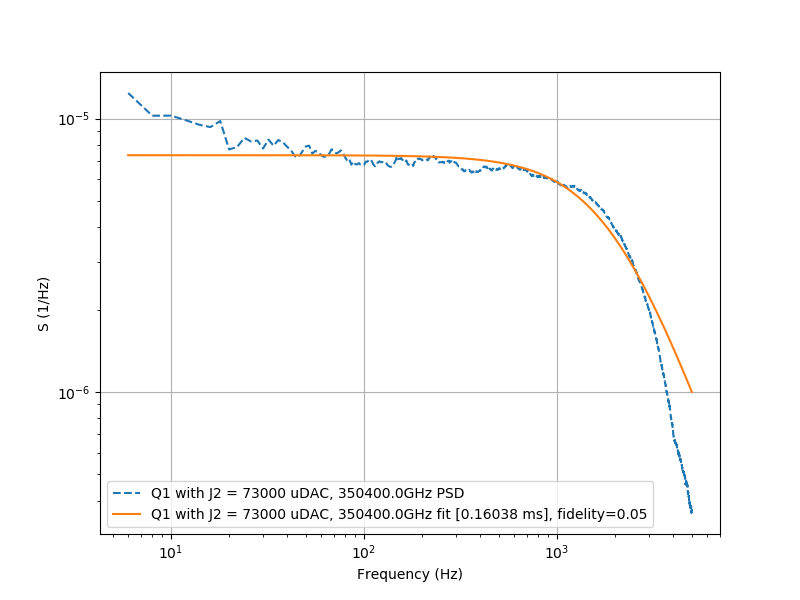 S (1/Hz)
10⁻⁵
10⁻⁶
Q1 with J2 = 73000 uDAC, 350400.0GHz PSD
Q1 with J2 = 73000 uDAC, 350400.0GHz fit [0.16038 ms], fidelity=0.05
10¹ 10² 10³
Frequency (Hz)